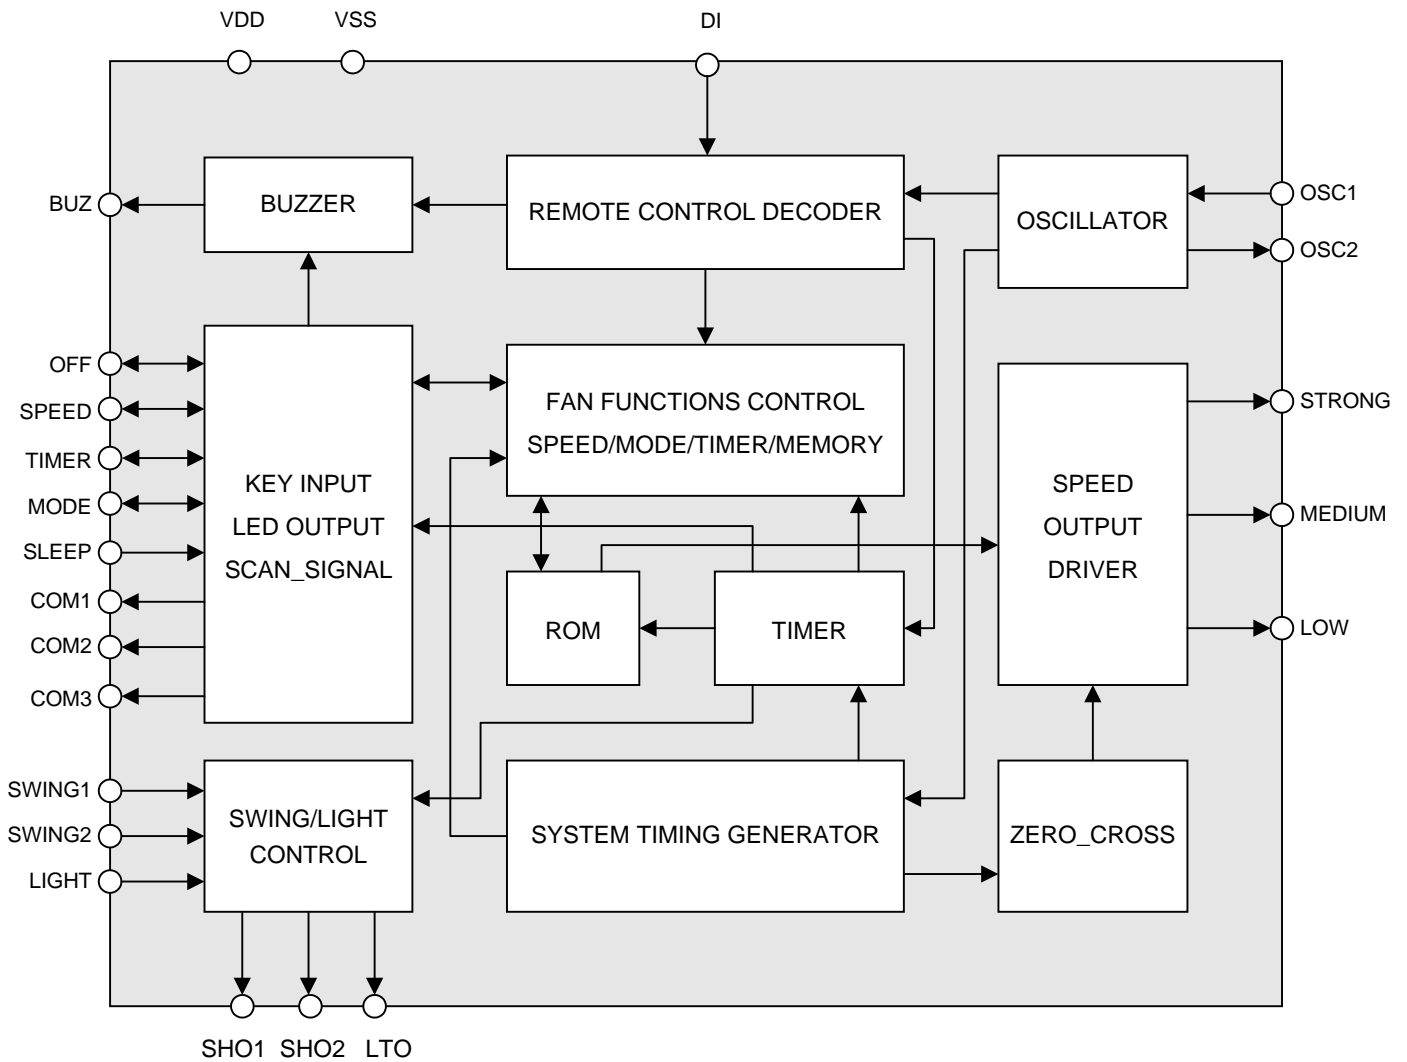 VDD
VSS
DI
BUZ
BUZZER
REMOTE CONTROL DECODER
OSCILLATOR
OSC1
OSC2
OFF
SPEED
TIMER
MODE
SLEEP
COM1
COM2
COM3
KEY INPUT
LED OUTPUT
SCAN_SIGNAL
FAN FUNCTIONS CONTROL
SPEED/MODE/TIMER/MEMORY
SPEED
OUTPUT
DRIVER
STRONG
MEDIUM
LOW
ROM
TIMER
SWING1
SWING2
LIGHT
SWING/LIGHT
CONTROL
SYSTEM TIMING GENERATOR
ZERO_CROSS
SHO1
SHO2
LTO